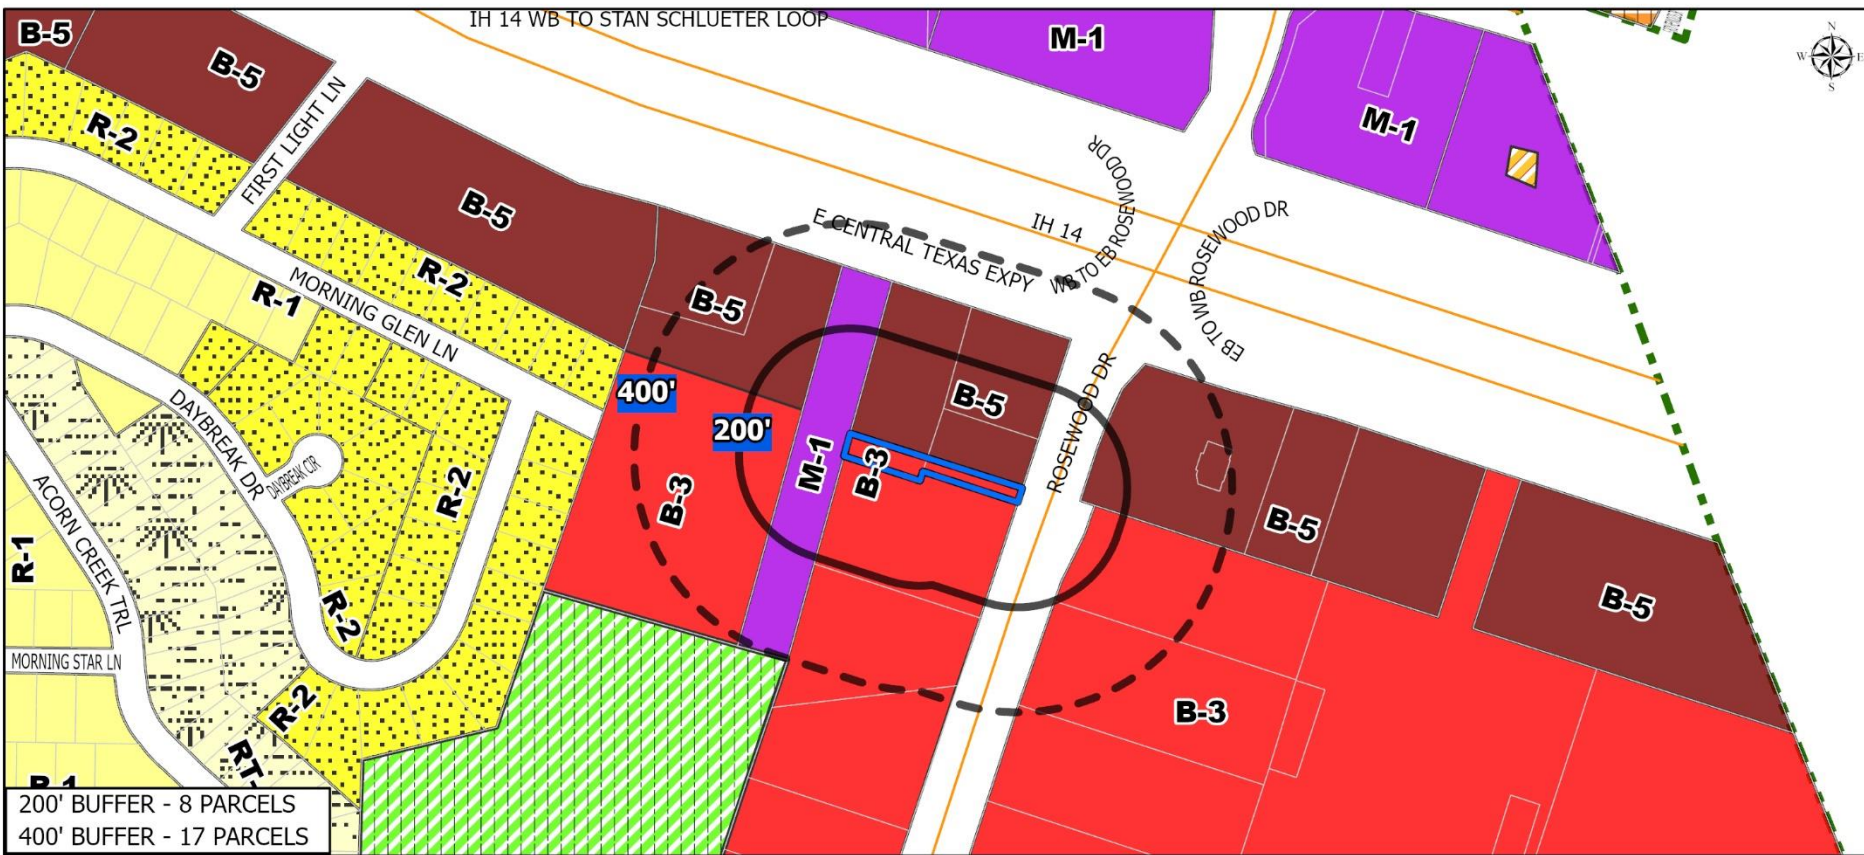 IH 14 WB TO STAN SCHLUETER LOOP
B-5
B-5
M-1
N
W
E
S
R-2
FIRST LIGHT LN
M-1
WB TO EB ROSEWOOD DR
B-5
E CENTRAL TEXAS EXPY
IH 14
EB TO WB ROSEWOOD DR
R-2
R-1
MORNING GLEN LN
B-5
400'
200'
B-5
ROSEWOOD DR
DAYBREAK DR
DAYBREAK CIR
R-2
M-1
B-3
B-3
B-5
ACORN CREEK TRL
R-1
R-2
B-5
MORNING STAR LN
R-2
B-3
RT-
R-1
200' BUFFER - 8 PARCELS
400' BUFFER - 17 PARCELS